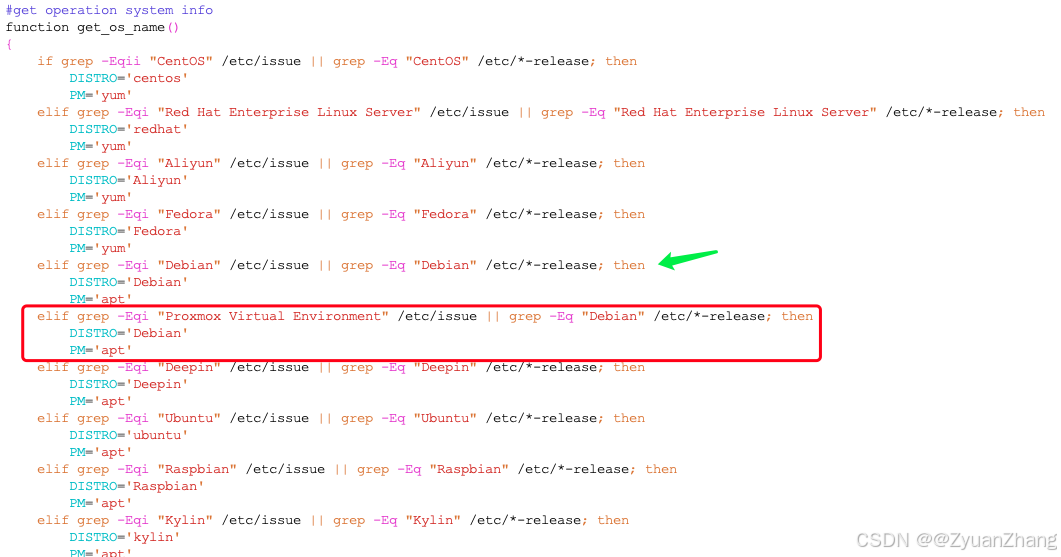 #get operation system info
function get_os_name()
{
    if grep -Eqii "CentOS" /etc/issue || grep -Eq "CentOS" /etc/*-release; then
        DISTRO='centos'
        PM='yum'
    elif grep -Eqi "Red Hat Enterprise Linux Server" /etc/issue || grep -Eq "Red Hat Enterprise Linux Server" /etc/*-release; then
        DISTRO='redhat'
        PM='yum'
    elif grep -Eqi "Aliyun" /etc/issue || grep -Eq "Aliyun" /etc/*-release; then
        DISTRO='Aliyun'
        PM='yum'
    elif grep -Eqi "Fedora" /etc/issue || grep -Eq "Fedora" /etc/*-release; then
        DISTRO='Fedora'
        PM='yum'
    elif grep -Eqi "Debian" /etc/issue || grep -Eq "Debian" /etc/*-release; then
        DISTRO='Debian'
        PM='apt'
    elif grep -Eqi "Proxmox Virtual Environment" /etc/issue || grep -Eq "Debian" /etc/*-release; then
        DISTRO='Debian'
        PM='apt'
    elif grep -Eqi "Deepin" /etc/issue || grep -Eq "Deepin" /etc/*-release; then
        DISTRO='Deepin'
        PM='apt'
    elif grep -Eqi "Ubuntu" /etc/issue || grep -Eq "Ubuntu" /etc/*-release; then
        DISTRO='ubuntu'
        PM='apt'
    elif grep -Eqi "Raspbian" /etc/issue || grep -Eq "Raspbian" /etc/*-release; then
        DISTRO='Raspbian'
        PM='apt'
    elif grep -Eqi "Kylin" /etc/issue || grep -Eq "Kylin" /etc/*-release; then
        DISTRO='kylin'
        PM='apt'
CSDN @@ZyuanZhang